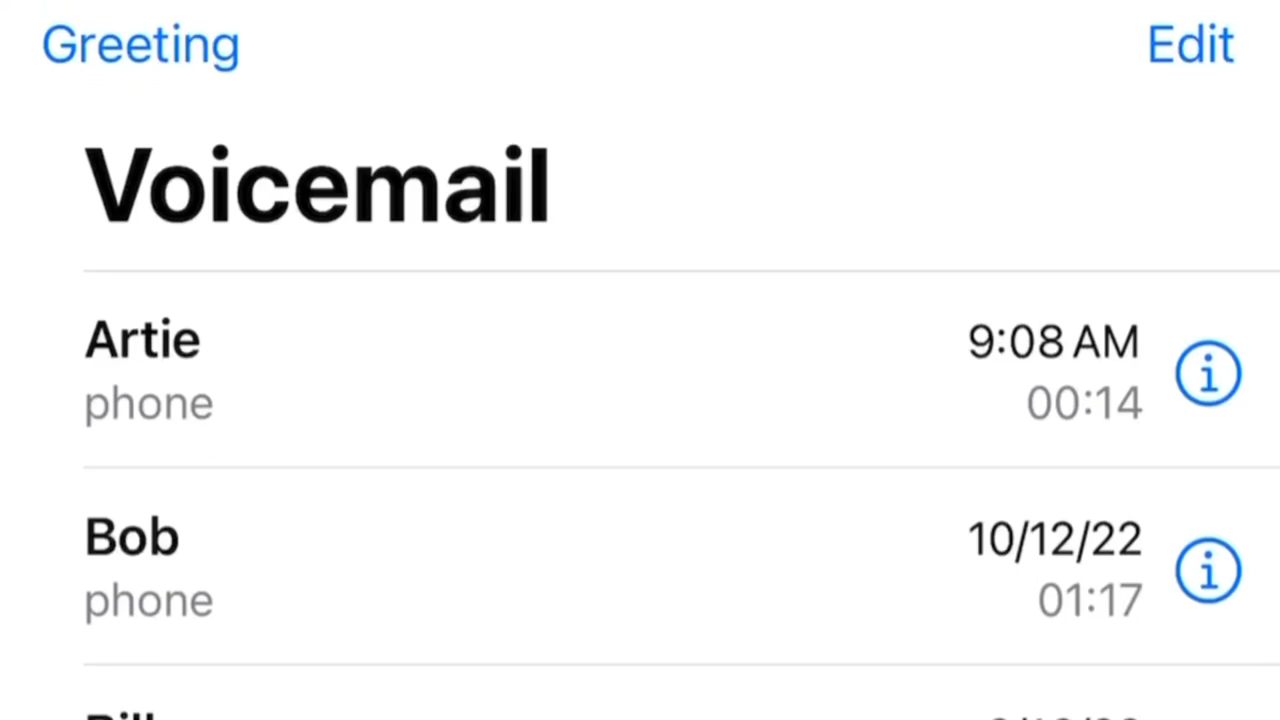 Greeting Edit
Voicemail
Artie 9:08 AM
phone 00:14
Bob 10/12/22
phone 01:17